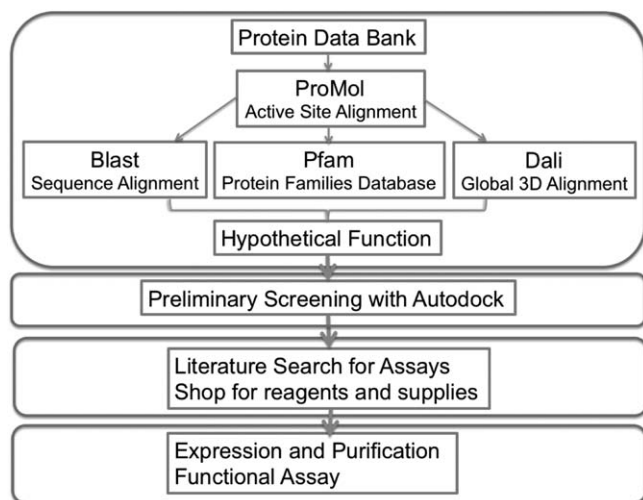 Protein Data Bank
ProMol
Active Site Alignment
Blast
Sequence Alignment
Pfam
Protein Families Database
Dali
Global 3D Alignment
Hypothetical Function
Preliminary Screening with Autodock
Literature Search for Assays
Shop for reagents and supplies
Expression and Purification
Functional Assay